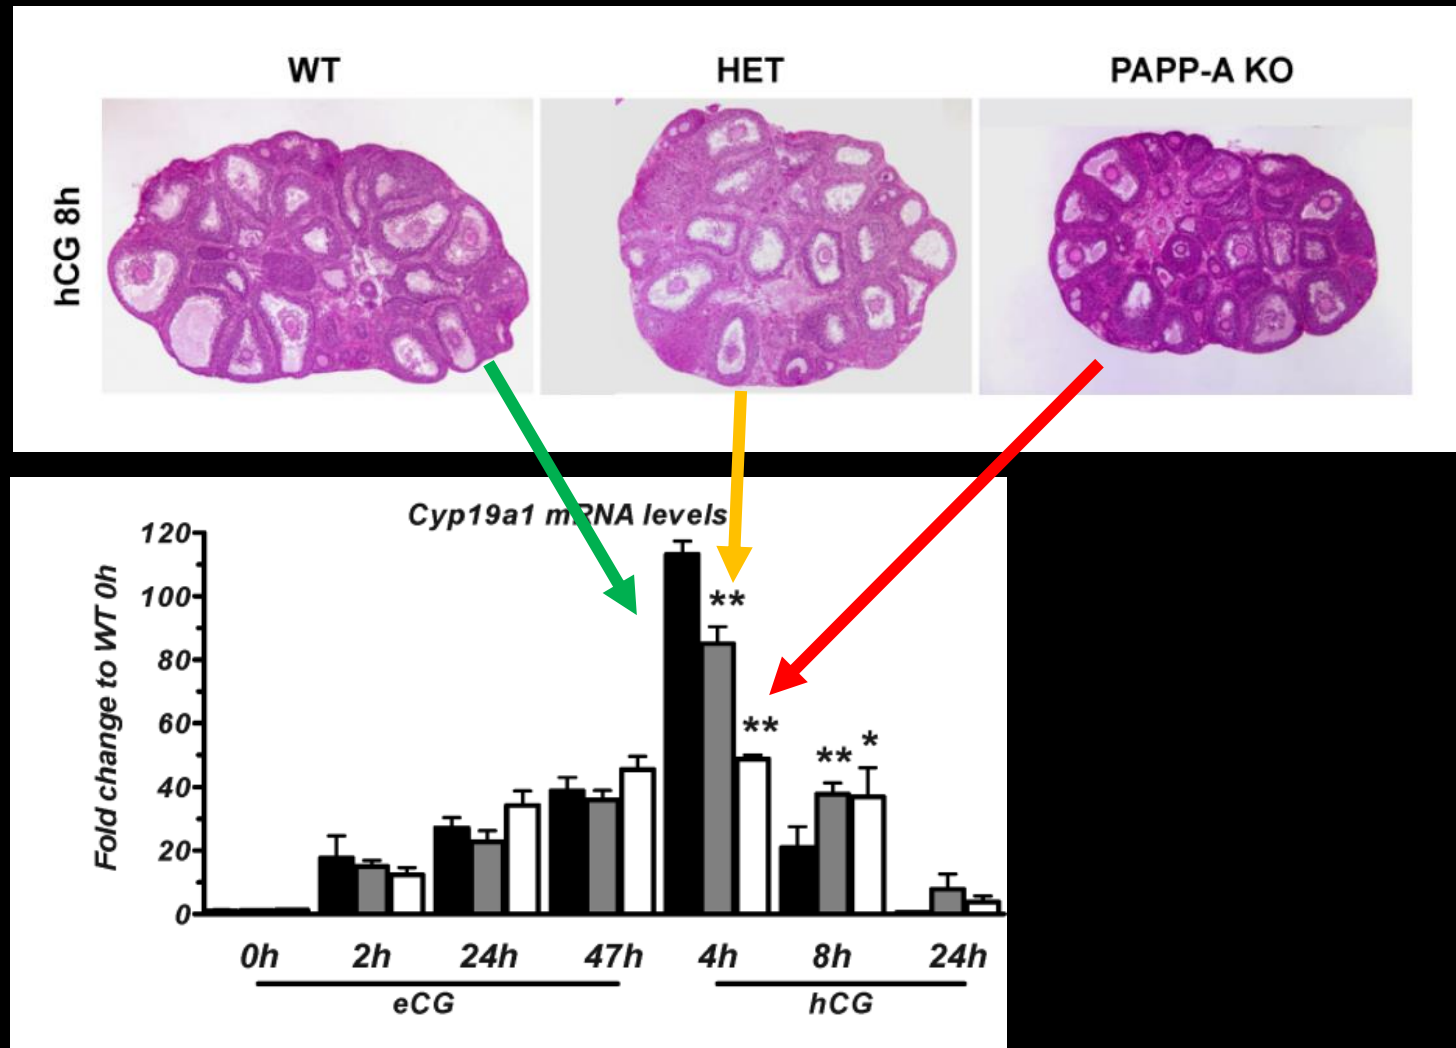 WT HET PAPP-A KO
hCG 8h
Cyp19a1 mRNA levels
Fold change to WT 0h
120
100
80
60
40
20
0
**
**
**
*
0h 2h 24h 47h 4h 8h 24h
eCG hCG